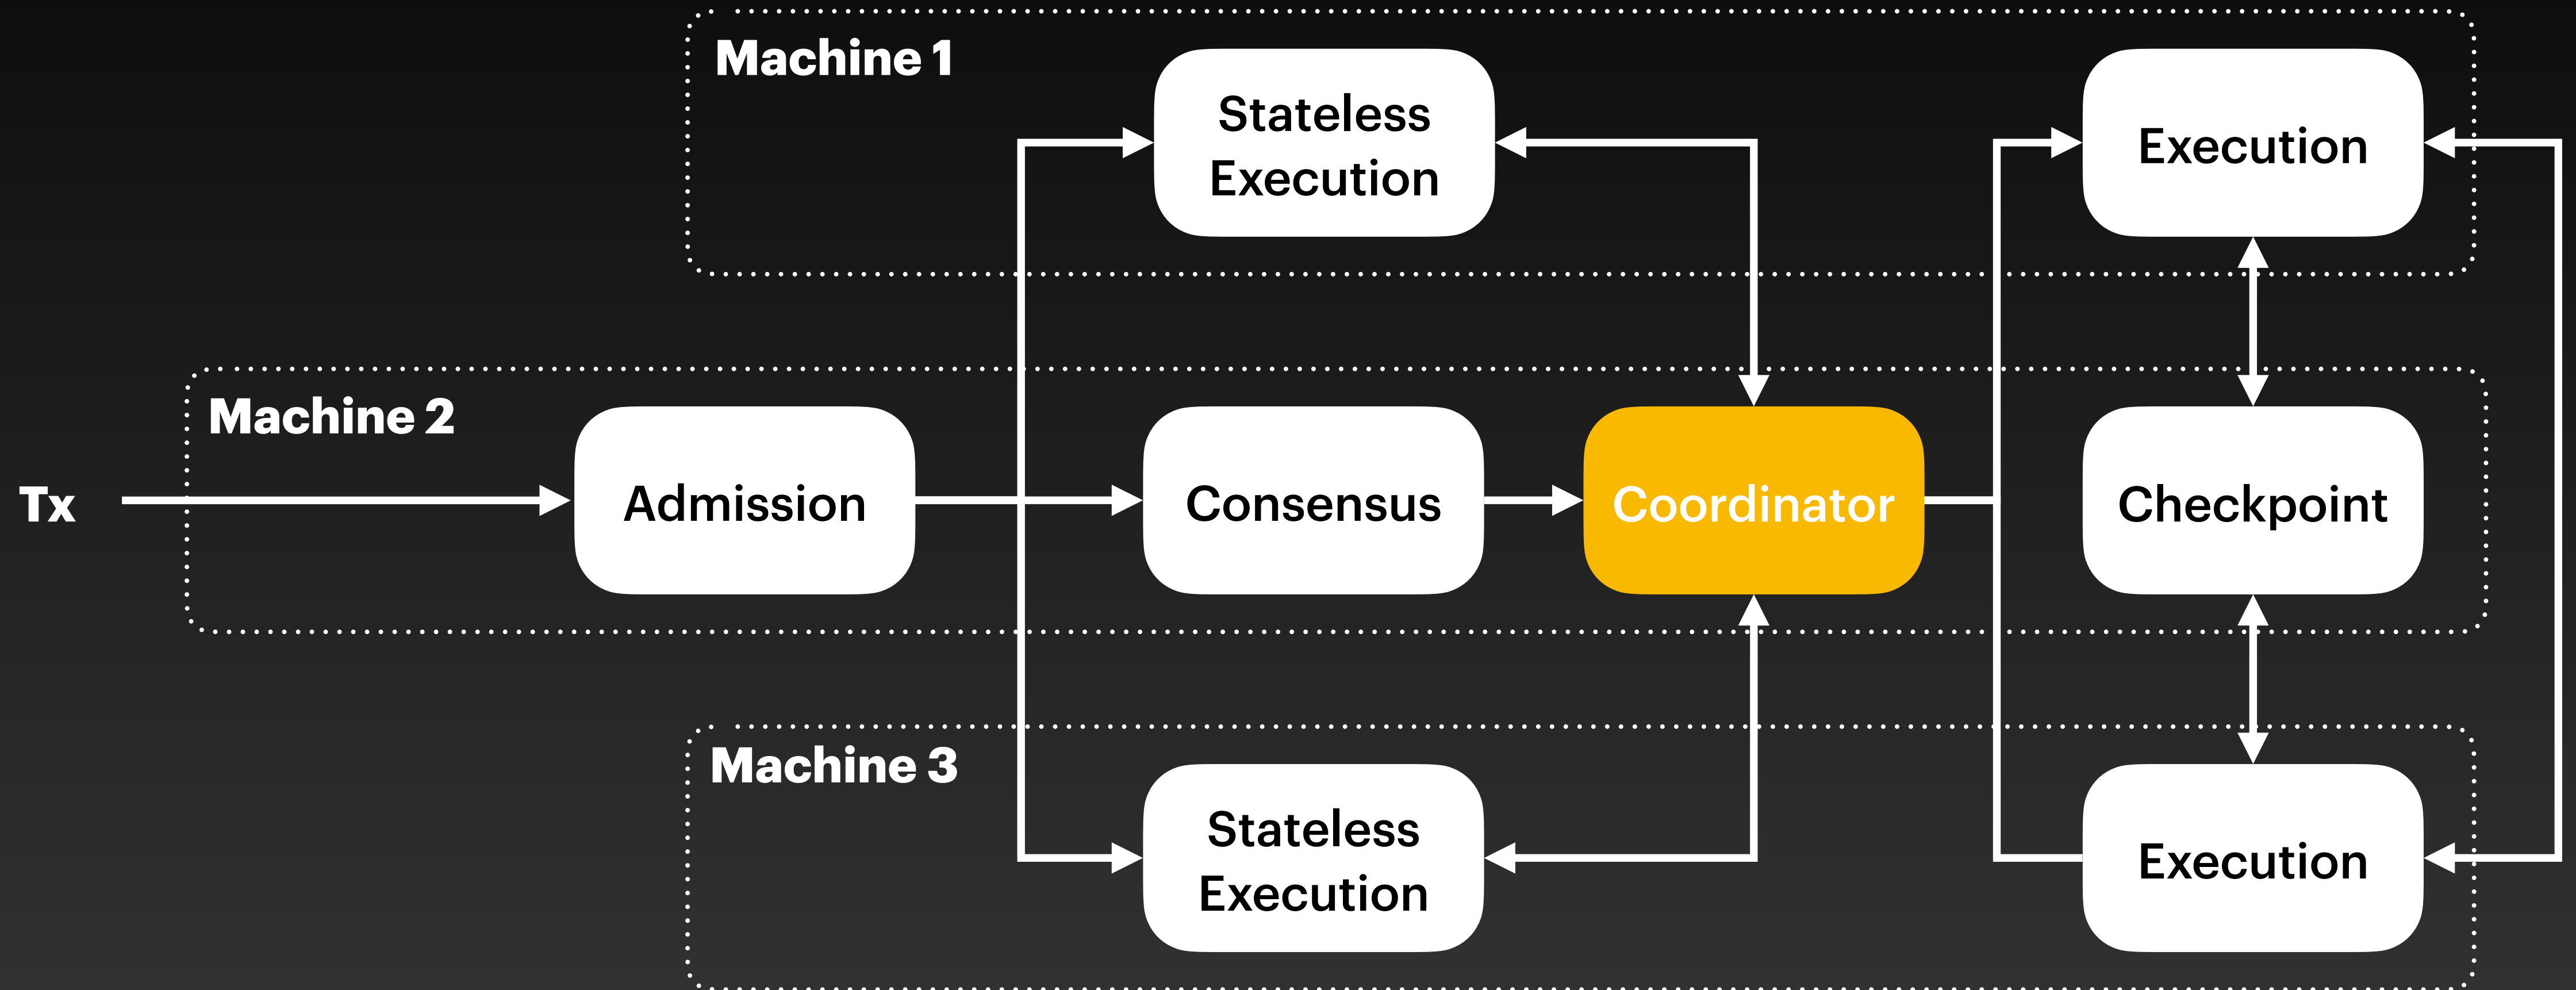 Machine 1
Stateless
Execution
Execution
Machine 2
Tx
Admission
Consensus
Coordinator
Checkpoint
Machine 3
Stateless
Execution
Execution